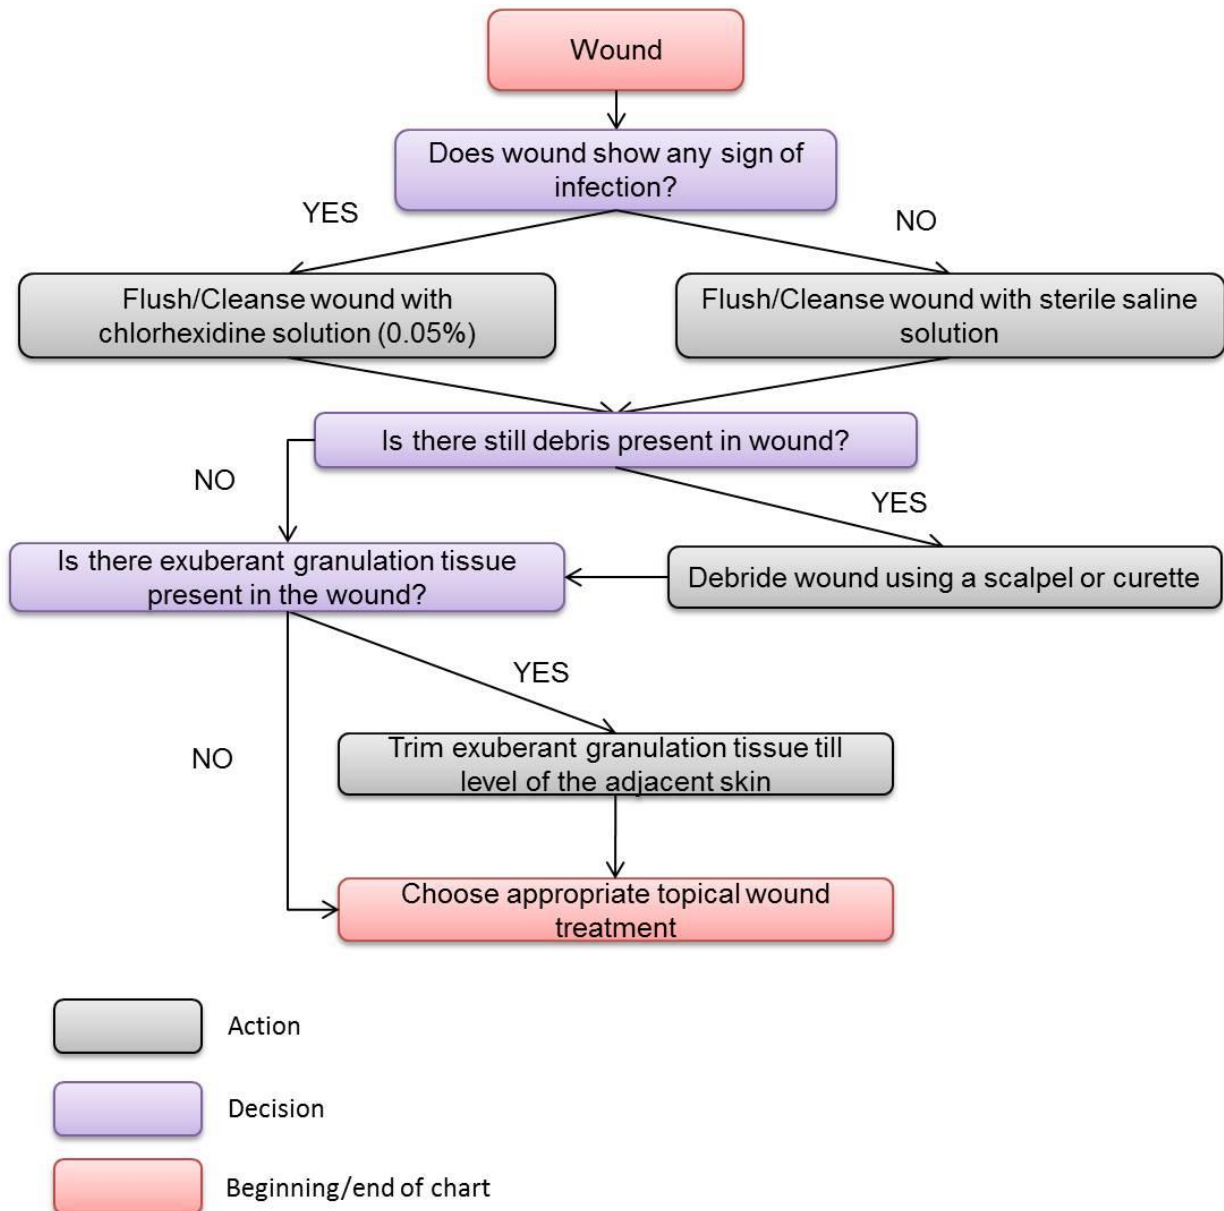 Wound
Does wound show any sign of
infection?
YES
NO
Flush/Cleanse wound with
chlorhexidine solution (0.05%)
Flush/Cleanse wound with sterile saline
solution
Is there still debris present in wound?
NO
YES
Is there exuberant granulation tissue
present in the wound?
Debride wound using a scalpel or curette
YES
NO
Trim exuberant granulation tissue till
level of the adjacent skin
Choose appropriate topical wound
treatment
Action
Decision
Beginning/end of chart